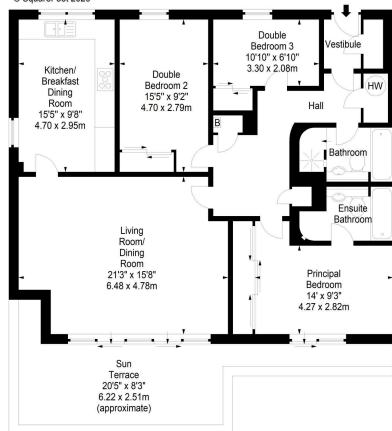 Kitchen/
Breakfast
Dining
Room
15'5" x 9'8"
4.70 x 2.95m
Double
Bedroom 2
15'5" x 9'2"
4.70 x 2.79m
Double
Bedroom 3
10'10" x 6'10"
3.30 x 2.08m
Vestibule
HW
Hall
B
Bathroom
Ensuite
Bathroom
Living
Room/
Dining
Room
21'3" x 15'8"
6.48 x 4.78m
Principal
Bedroom
14' x 9'3"
4.27 x 2.82m
Sun
Terrace
20'5" x 8'3"
6.22 x 2.51m
(approximate)